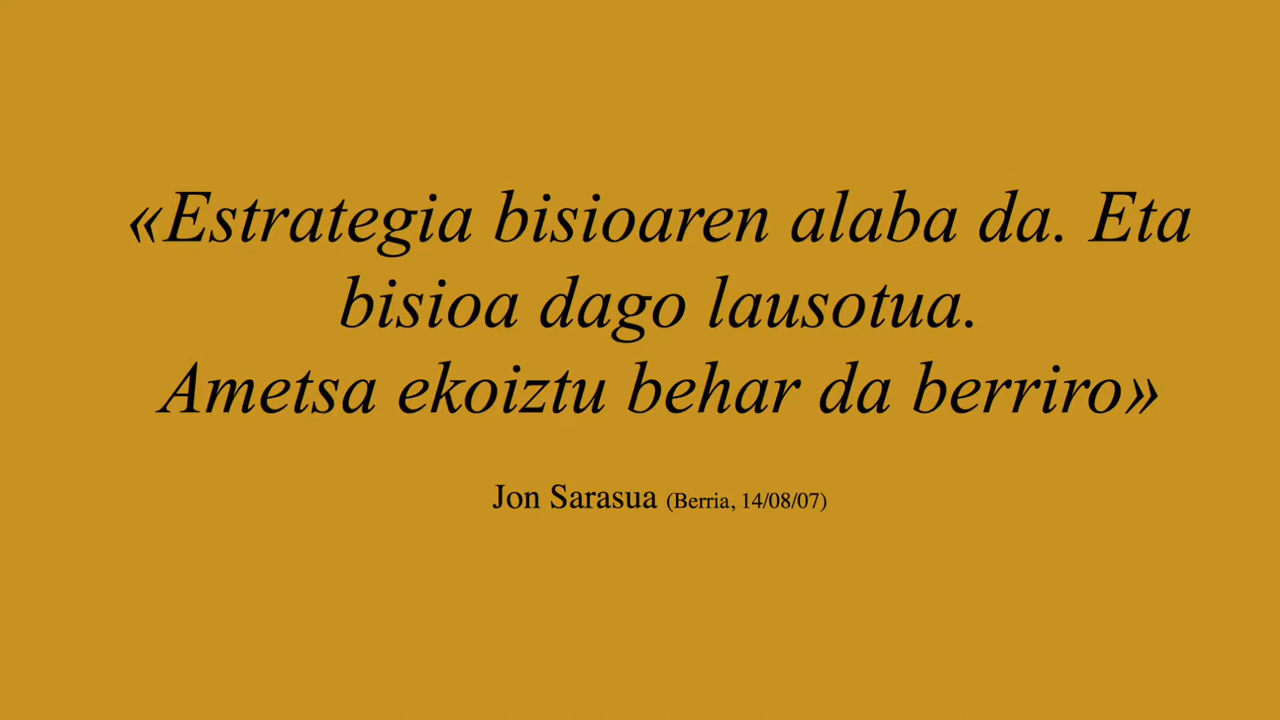 «Estrategia bisioaren alaba da. Eta
bisioa dago lausotua.
Ametsa ekoiztu behar da berriro»
Jon Sarasua (Berria, 14/08/07)